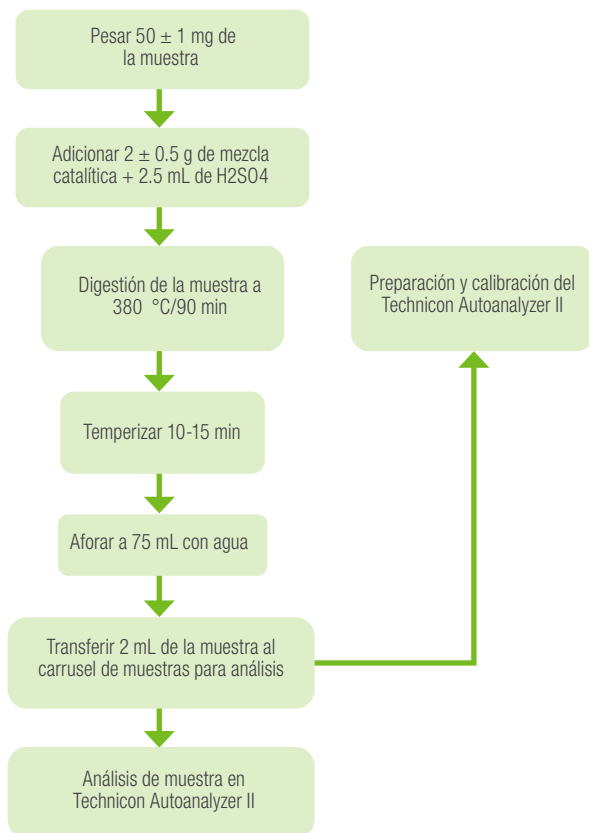 Pesar 50 ± 1 mg de
la muestra
Adicionar 2 ± 0.5 g de mezcla
catalítica + 2.5 mL de H2SO4
Digestión de la muestra a
380 °C/90 min
Preparación y calibración del
Technicon Autoanalyzer II
Temperizar 10-15 min
Aforar a 75 mL con agua
Transferir 2 mL de la muestra al
carrusel de muestras para análisis
Análisis de muestra en
Technicon Autoanalyzer II